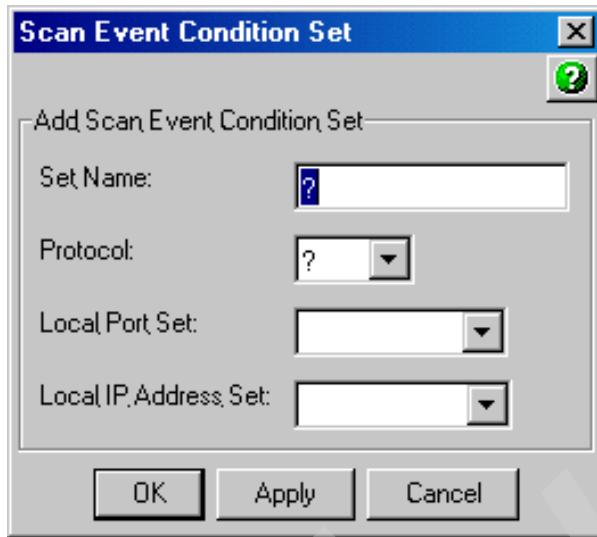 Scan Event Condition Set
Add Scan Event Condition Set
Set Name:
?
Protocol:
?
Local Port Set:
Local IP Address Set:
OK
Apply
Cancel